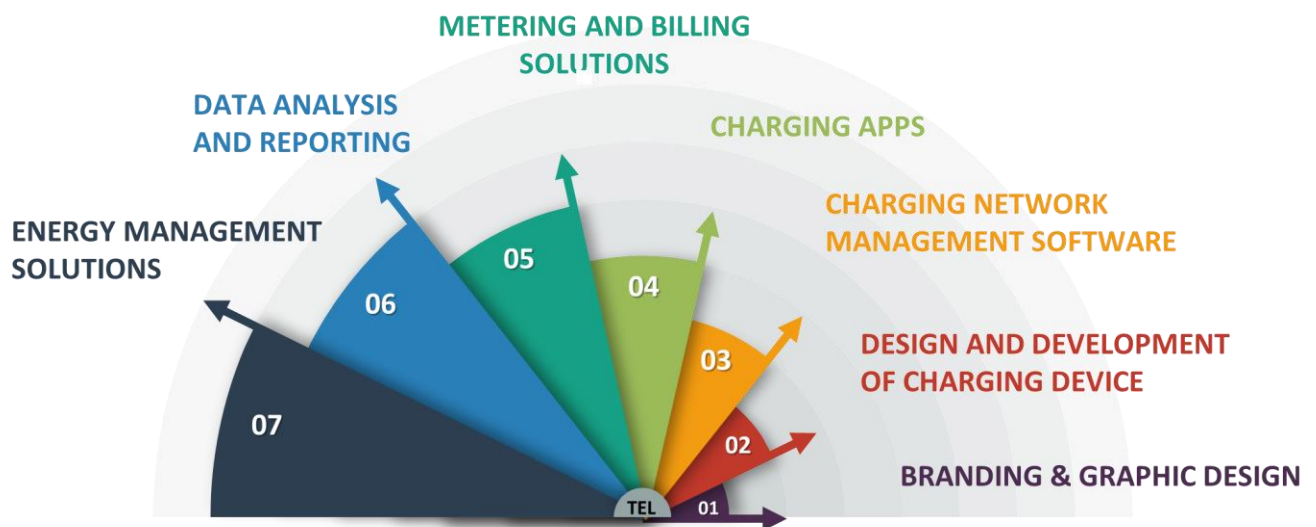 METERING AND BILLING
SOLUTIONS
DATA ANALYSIS
AND REPORTING
CHARGING APPS
ENERGY MANAGEMENT
SOLUTIONS
CHARGING NETWORK
MANAGEMENT SOFTWARE
DESIGN AND DEVELOPMENT
OF CHARGING DEVICE
BRANDING & GRAPHIC DESIGN
07
06
05
04
03
02
01
TEL